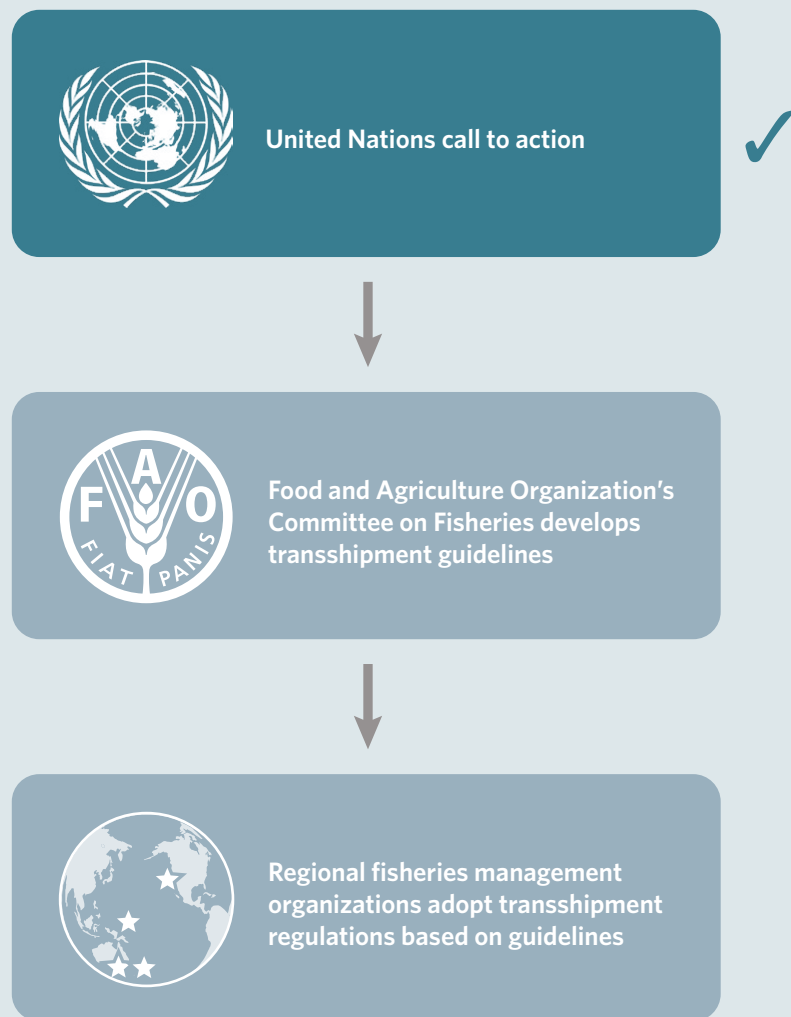 United Nations call to action
F A O
FIAT PANIS
Food and Agriculture Organization’s
Committee on Fisheries develops
transshipment guidelines
Regional fisheries management
organizations adopt transshipment
regulations based on guidelines